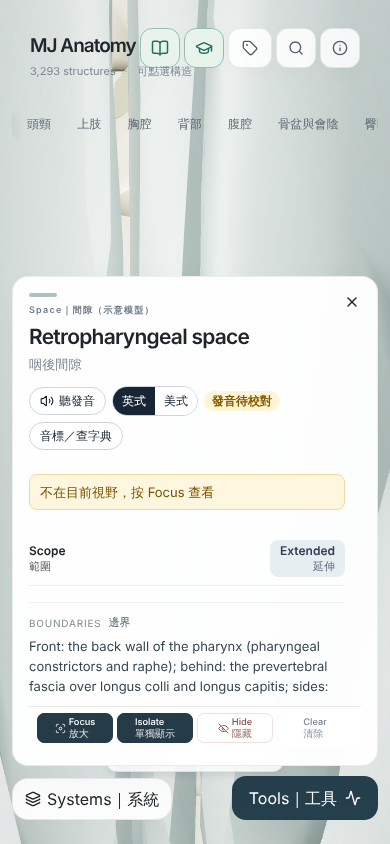 MJ Anatomy
3,293 structures 可點選構造
頭頸 上肢 胸腔 背部 腹腔 骨盆與會陰
Space｜間隙（示意模型）
Retropharyngeal space
咽後間隙
聽發音 英式 美式 發音待校對
音標／查字典
不在目前視野，按 Focus 查看
Scope Extended
範圍 延伸
BOUNDARIES 邊界
Front: the back wall of the pharynx (pharyngeal
constrictors and raphe); behind: the prevertebral
fascia over longus colli and longus capitis; sides:
Focus Isolate Hide Clear
放大 單獨顯示 隱藏 清除
Systems｜系統 Tools｜工具